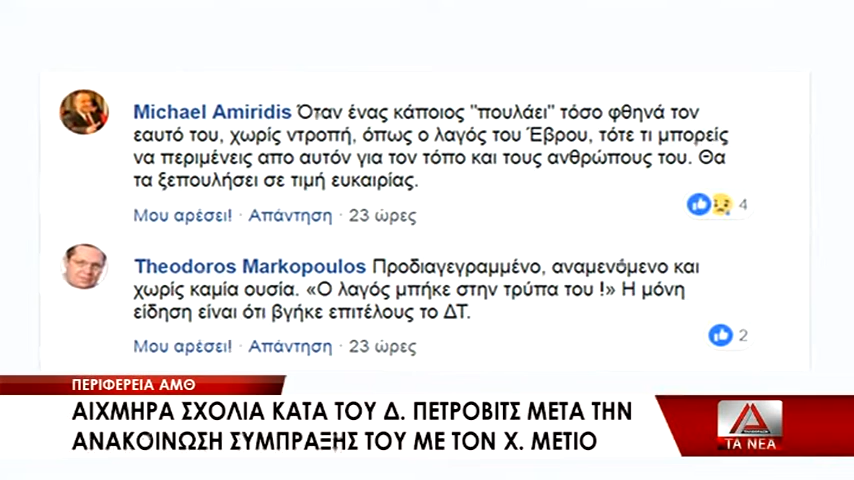 Michael Amiridis Όταν ένας κάποιος "πουλάει" τόσο φθηνά τον
εαυτό του, χωρίς ντροπή, όπως ο λαγός του Έβρου, τότε τι μπορείς
να περιμένεις απο αυτόν για τον τόπο και τους ανθρώπους του. Θα
τα ξεπουλήσει σε τιμή ευκαιρίας.
Μου αρέσει! · Απάντηση · 23 ώρες
4
Theodoros Markopoulos Προδιαγεγραμμένο, αναμενόμενο και
χωρίς καμία ουσία. «Ο λαγός μπήκε στην τρύπα του !» Η μόνη
είδηση είναι ότι βγήκε επιτέλους το ΔΤ.
2
Μου αρέσει! · Απάντηση · 23 ώρες
ΠΕΡΙΦΕΡΕΙΑ ΑΜΘ
ΑΙΧΜΗΡΑ ΣΧΟΛΙΑ ΚΑΤΑ ΤΟΥ Δ. ΠΕΤΡΟΒΙΤΣ ΜΕΤΑ ΤΗΝ
ΑΝΑΚΟΙΝΩΣΗ ΣΥΜΠΡΑΞΗΣ ΤΟΥ ΜΕ ΤΟΝ Χ. ΜΕΤΙΟ
ΤΑ ΝΕΑ